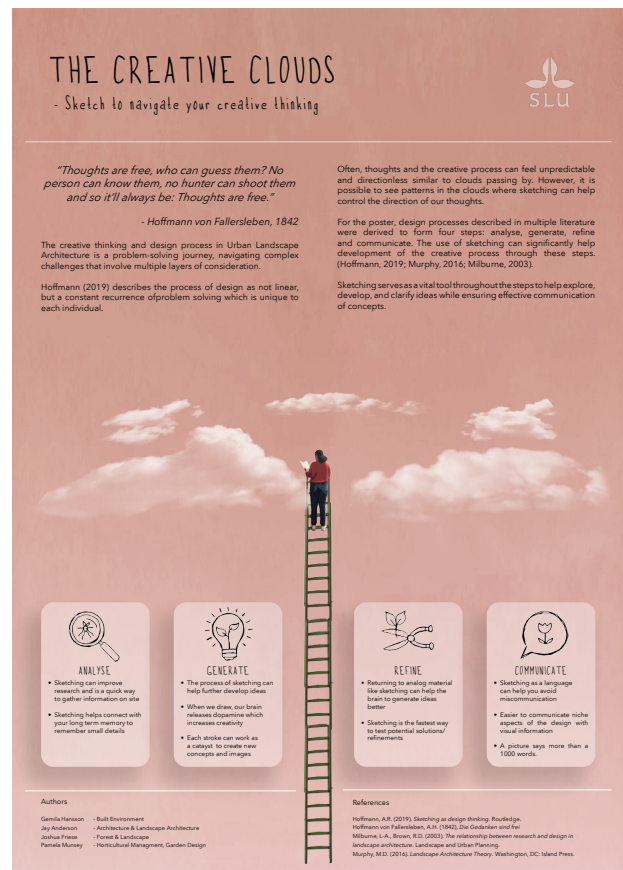 THE CREATIVE CLOUDS
- Sketch to navigate your creative thinking
SLU
"Thoughts are free, who can guess them? No
person can know them, no hunter can shoot them
and so it'll always be: Thoughts are free."
- Hoffmann von Fallersleben, 1842
The creative thinking and design process in Urban Landscape
Architecture is a problem-solving journey, navigating complex
challenges that involve multiple layers of consideration.
Hoffmann (2019) describes the process of design as not linear,
but a constant recurrence ofproblem solving which is unique to
each individual.
Often, thoughts and the creative process can feel unpredictable
and directionless similar to clouds passing by. However, it is
possible to see patterns in the clouds where sketching can help
control the direction of our thoughts.
For the poster, design processes described in multiple literature
were derived to form four steps: analyse, generate, refine
and communicate. The use of sketching can significantly help
development of the creative process through these steps.
(Hoffmann, 2019; Murphy, 2016; Milburne, 2003).
Sketching serves as a vital tool throughout the steps to help explore,
develop, and clarify ideas while ensuring effective communication
of concepts.
ANALYSE
• Sketching can improve
research and is a quick way
to gather information on site
• Sketching helps connect with
your long term memory to
remember small details
GENERATE
• The process of sketching can
help further develop ideas
• When we draw, our brain
releases dopamine which
increases creativity
• Each stroke can work as
a catayst to create new
concepts and images
REFINE
• Returning to analog material
like sketching can help the
brain to generate ideas
better
• Sketching is the fastest way
to test potential solutions/
refinements
COMMUNICATE
• Sketching as a language
can help you avoid
miscommunication
• Easier to communicate niche
aspects of the design with
visual information
• A picture says more than a
1000 words.
Authors
Gemila Hansson - Built Environment
Jay Anderson - Architecture & Landscape Architecture
Joshua Friese - Forest & Landscape
Pamela Munsey - Horticultural Managment, Garden Design
References
Hoffmann, A.R. (2019). Sketching as design thinking. Routledge.
Hoffmann von Fallersleben, A.H. (1842), Die Gedanken sind frei
Milburne, L-A., Brown, R.D. (2003). The relationship between research and design in
landscape architecture. Landscape and Urban Planning.
Murphy, M.D. (2016). Landscape Architecture Theory. Washington, DC: Island Press.